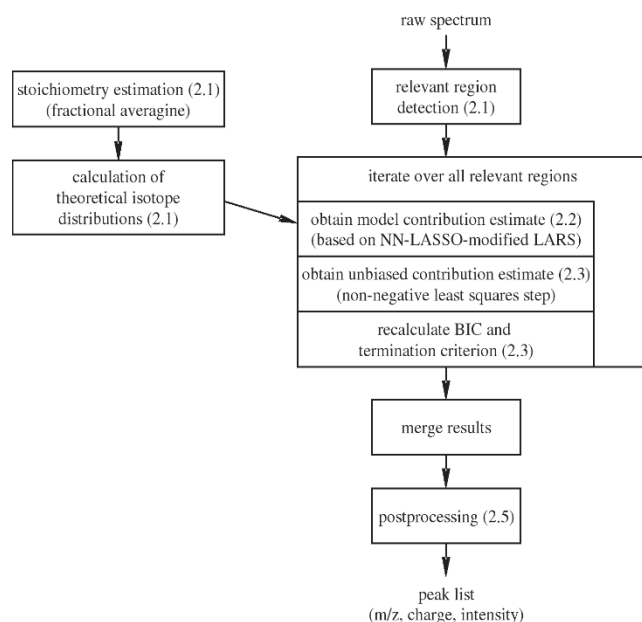 raw spectrum
stoichiometry estimation (2.1)
(fractional averagine)
relevant region
detection (2.1)
calculation of
theoretical isotope
distributions (2.1)
iterate over all relevant regions
obtain model contribution estimate (2.2)
(based on NN-LASSO-modified LARS)
obtain unbiased contribution estimate (2.3)
(non-negative least squares step)
recalculate BIC and
termination criterion (2.3)
merge results
postprocessing (2.5)
peak list
(m/z, charge, intensity)